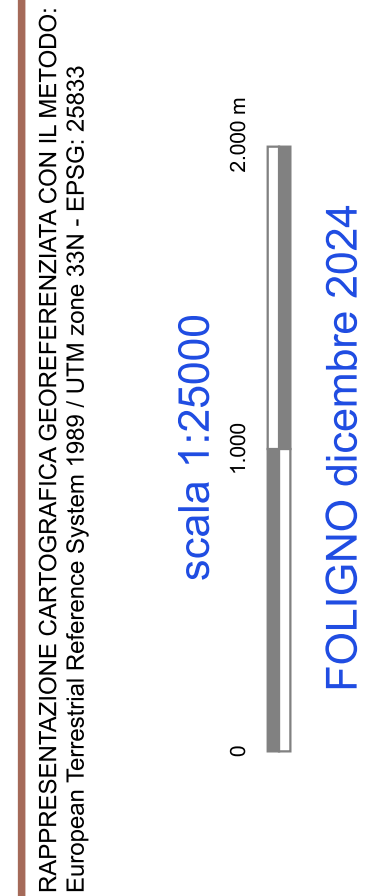 RAPPRESENTAZIONE CARTOGRAFICA GEOREFERENZIATA CON IL METODO:
European Terrestrial Reference System 1989 / UTM zone 33N - EPSG: 25833
scala 1:25000
0 1.000 2.000 m
FOLIGNO dicembre 2024